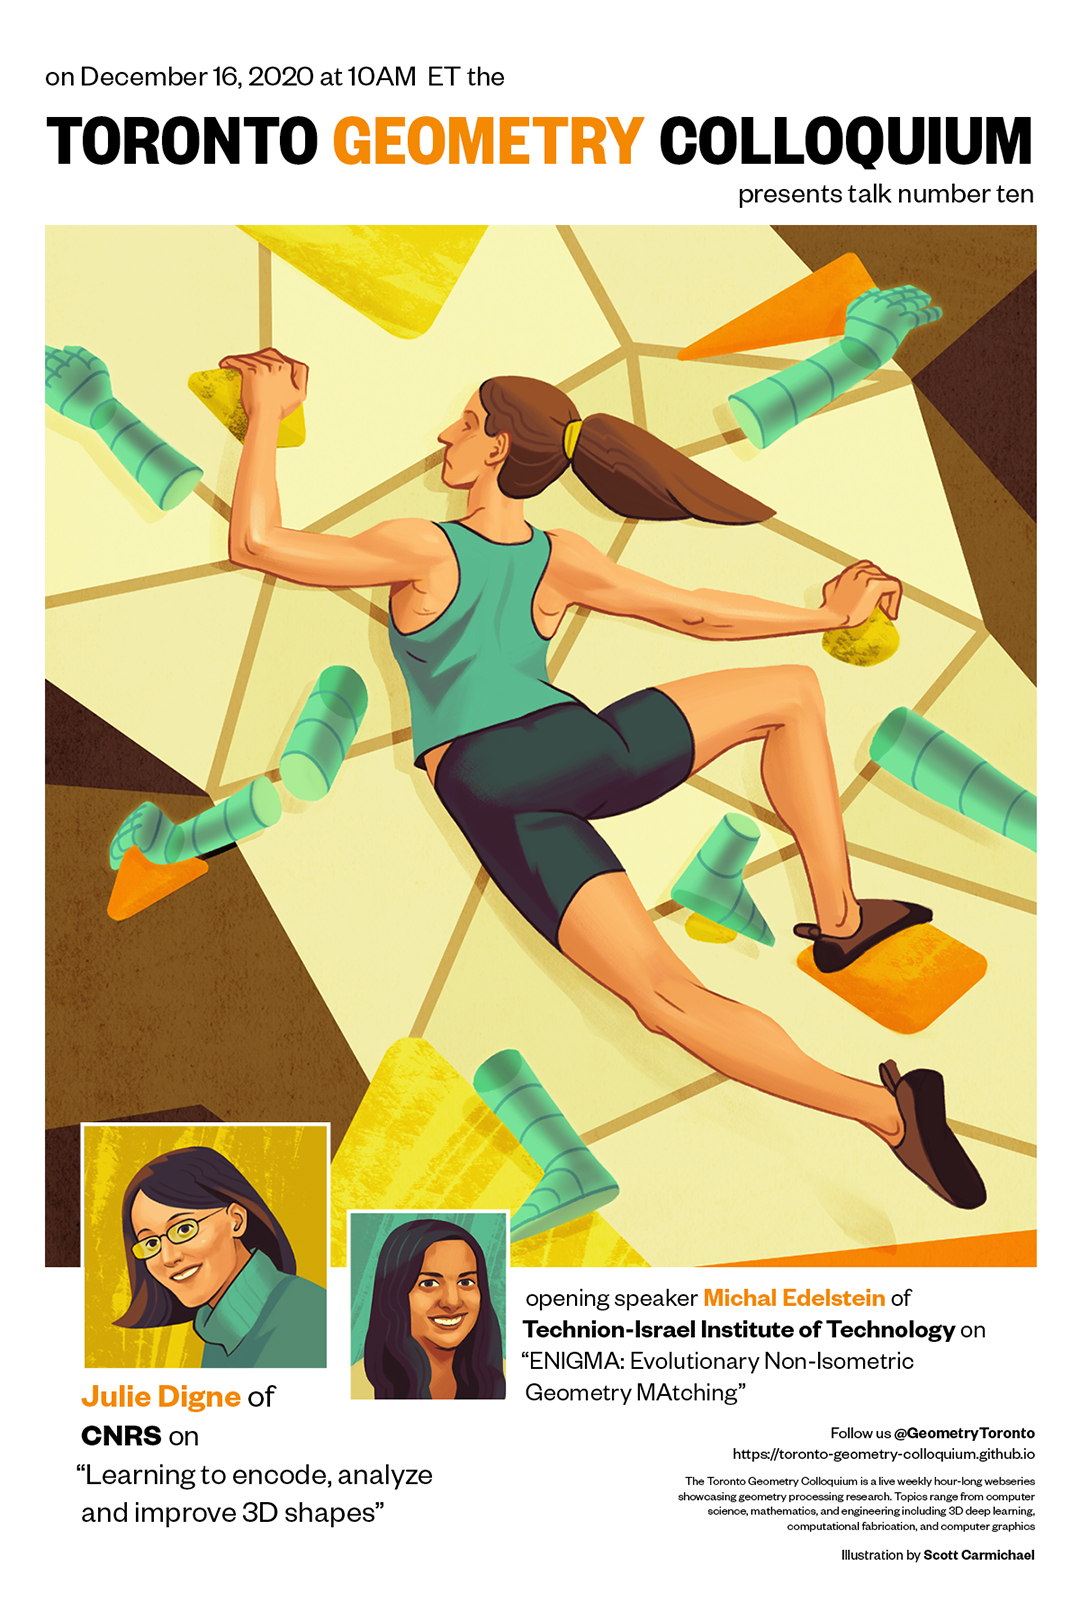 on December 16, 2020 at 10AM ET the
TORONTO GEOMETRY COLLOQUIUM
presents talk number ten
opening speaker Michal Edelstein of
Technion-Israel Institute of Technology on
“ENIGMA: Evolutionary Non-Isometric
Geometry MAtching”
Julie Digne of
CNRS on
“Learning to encode, analyze
and improve 3D shapes”
Follow us @GeometryToronto
https://toronto-geometry-colloquium.github.io
The Toronto Geometry Colloquium is a live weekly hour-long webseries
showcasing geometry processing research. Topics range from computer
science, mathematics, and engineering including 3D deep learning,
computational fabrication, and computer graphics
Illustration by Scott Carmichael